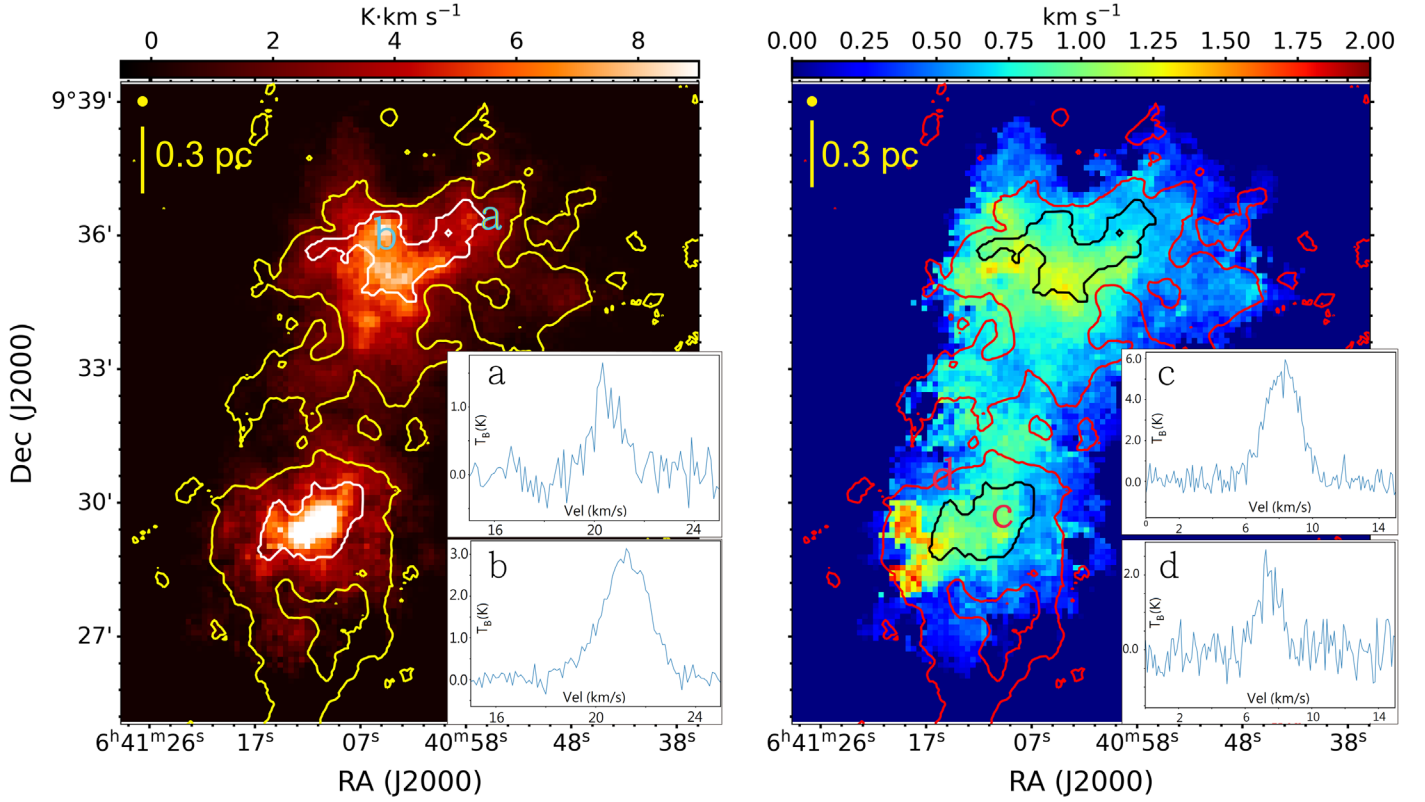 K·km s⁻¹
0 2 4 6 8
km s⁻¹
0.00 0.25 0.50 0.75 1.00 1.25 1.50 1.75 2.00
9°39'
36'
33'
30'
27'
Dec (J2000)
0.3 pc
b
a
a
1.0
0.0
T_B(K)
Vel (km/s)
16 20 24
b
3.0
2.0
1.0
0.0
T_B(K)
Vel (km/s)
16 20 24
6ʰ41ᵐ26ˢ 17ˢ 07ˢ 40ᵐ58ˢ 48ˢ 38ˢ
RA (J2000)
0.3 pc
d
c
c
6.0
4.0
2.0
0.0
T_B(K)
Vel (km/s)
0 2 6 10 14
d
2.0
0.0
T_B(K)
Vel (km/s)
2 6 10 14
6ʰ41ᵐ26ˢ 17ˢ 07ˢ 40ᵐ58ˢ 48ˢ 38ˢ
RA (J2000)